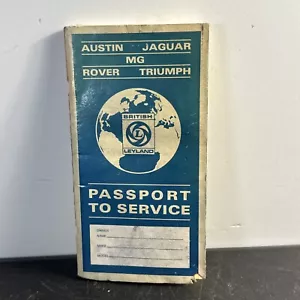 AUSTIN JAGUAR
MG
ROVER TRIUMPH
BRITISH
L
LEYLAND
PASSPORT
TO SERVICE